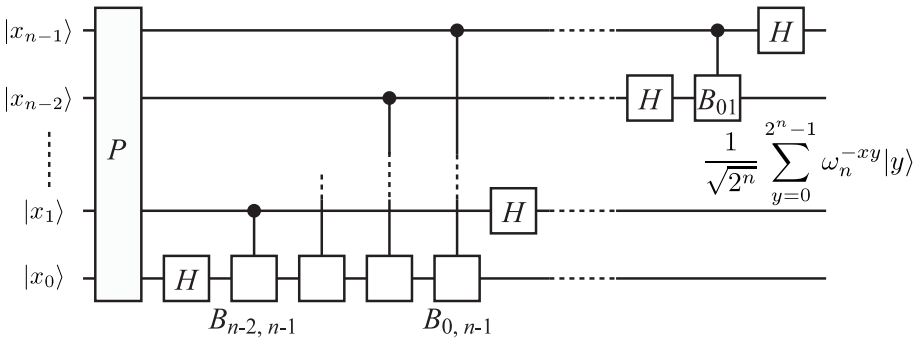 |x_{n-1}⟩ H
|x_{n-2}⟩ H B_{01}
P
\frac{1}{\sqrt{2^n}} \sum_{y=0}^{2^n-1} ω_n^{-xy}|y⟩
|x_1⟩ H
|x_0⟩ H
B_{n-2, n-1} B_{0, n-1}